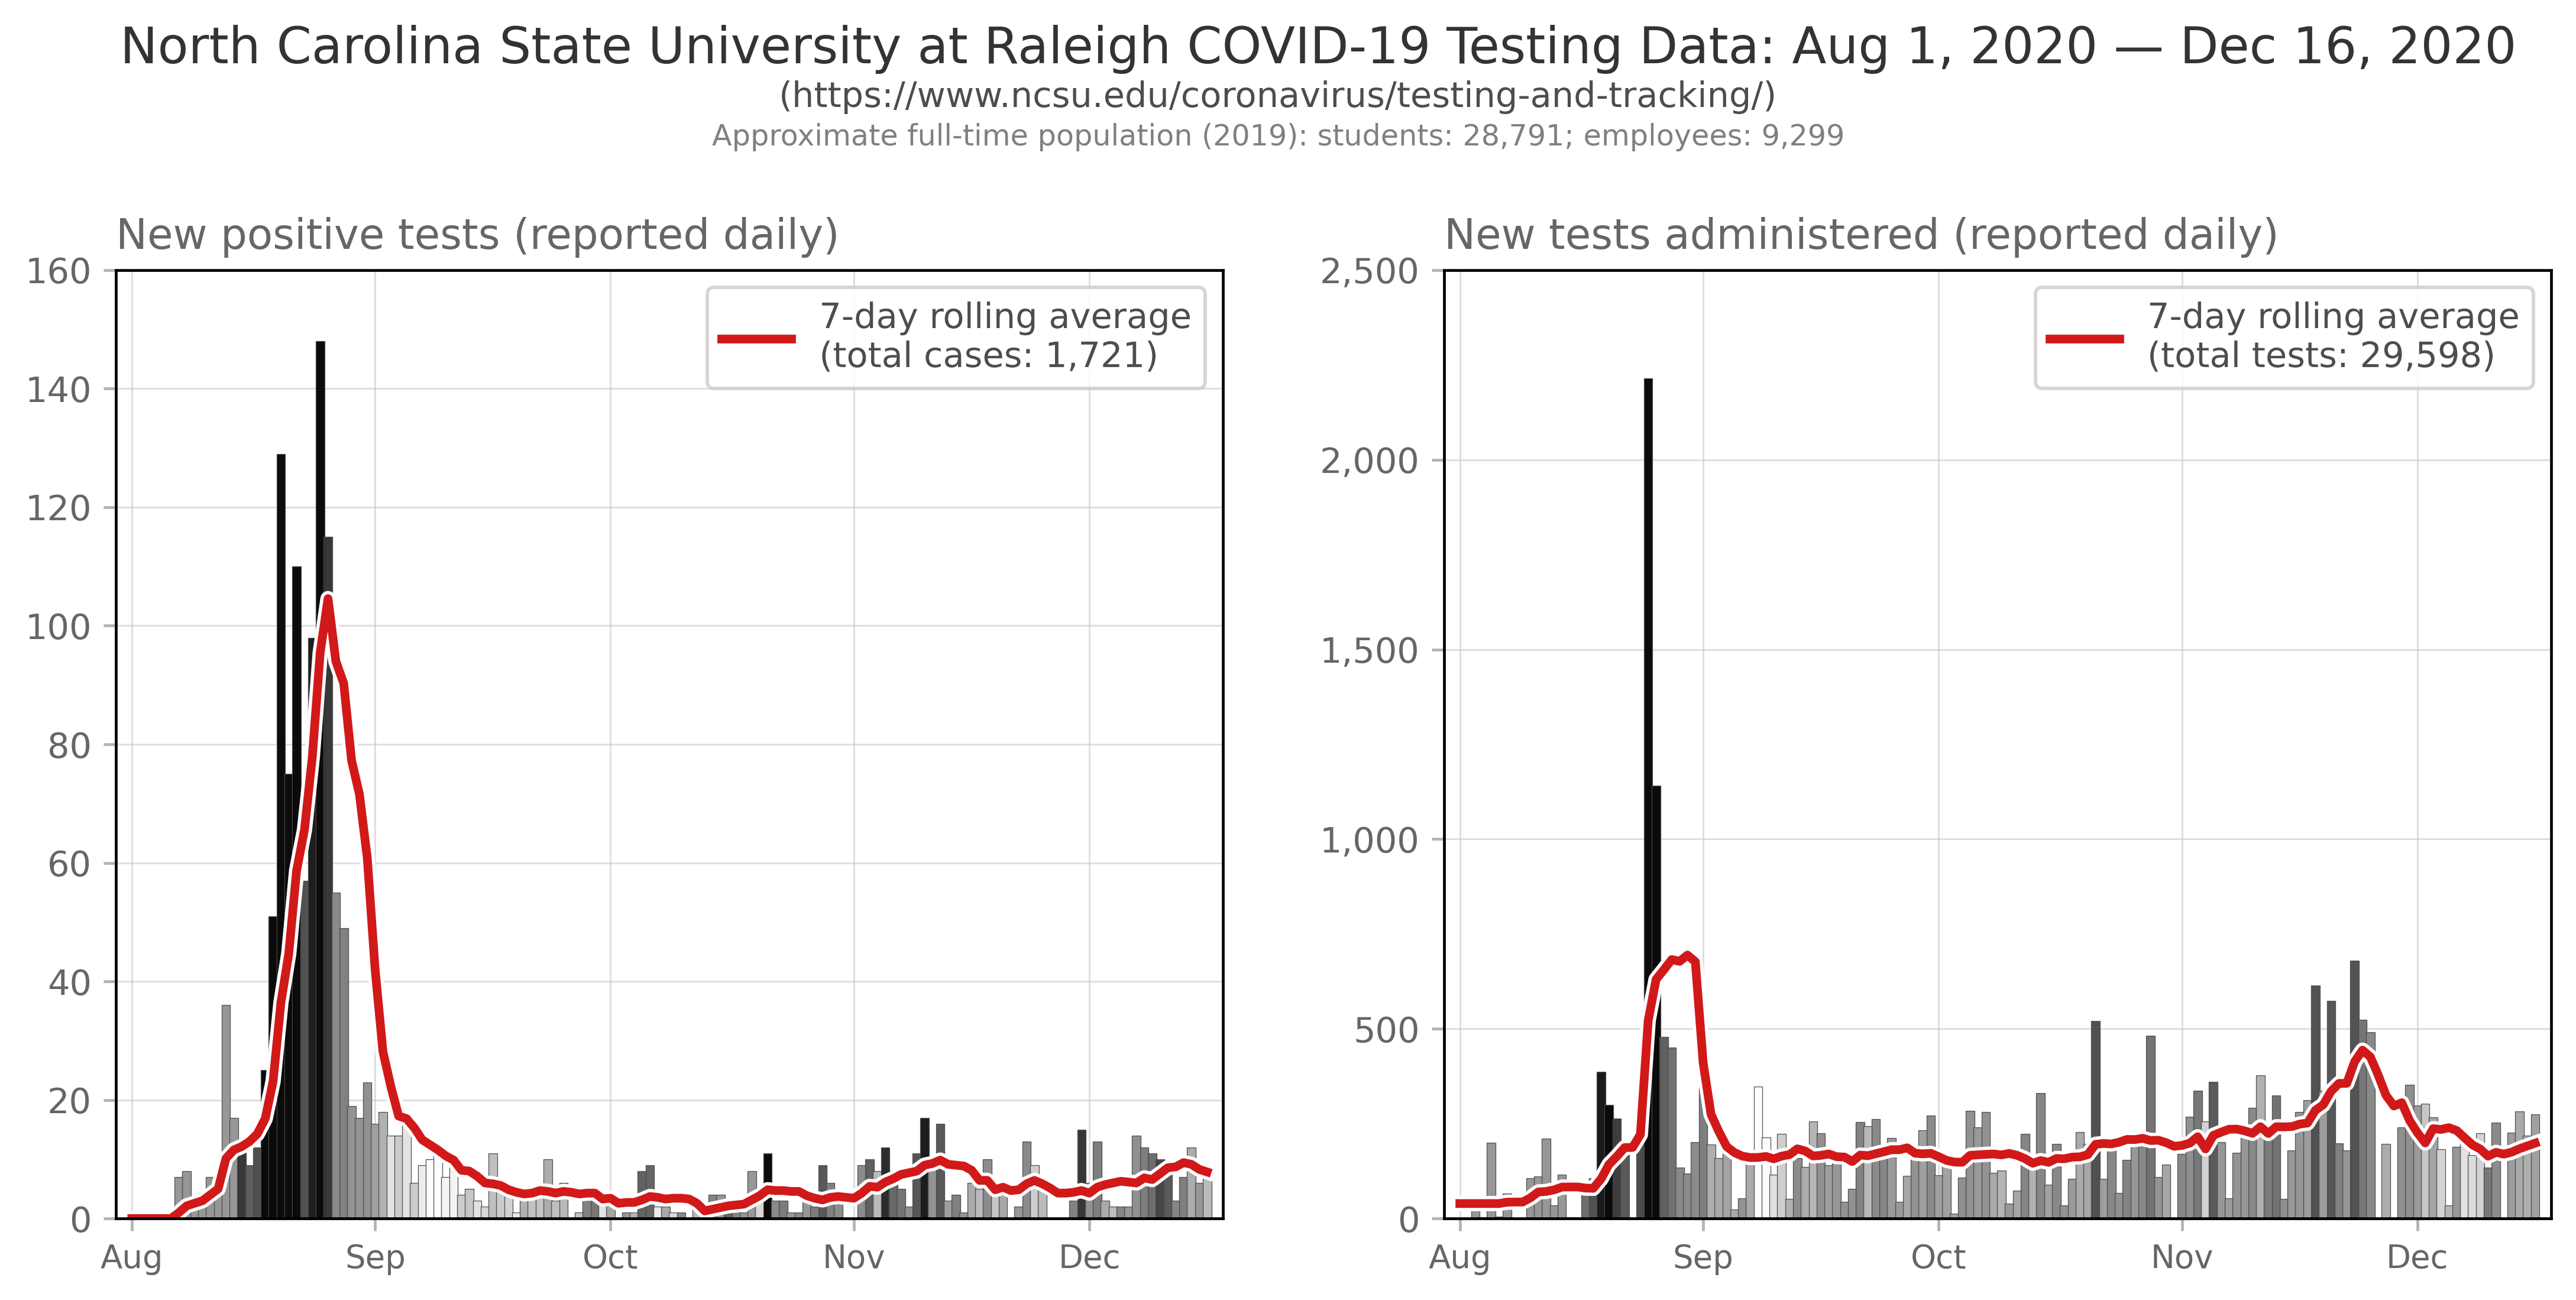 North Carolina State University at Raleigh COVID-19 Testing Data: Aug 1, 2020 — Dec 16, 2020
(https://www.ncsu.edu/coronavirus/testing-and-tracking/)
Approximate full-time population (2019): students: 28,791; employees: 9,299
New positive tests (reported daily)
160
140
120
100
80
60
40
20
0
7-day rolling average
(total cases: 1,721)
Aug
Sep
Oct
Nov
Dec
New tests administered (reported daily)
2,500
2,000
1,500
1,000
500
0
7-day rolling average
(total tests: 29,598)
Aug
Sep
Oct
Nov
Dec